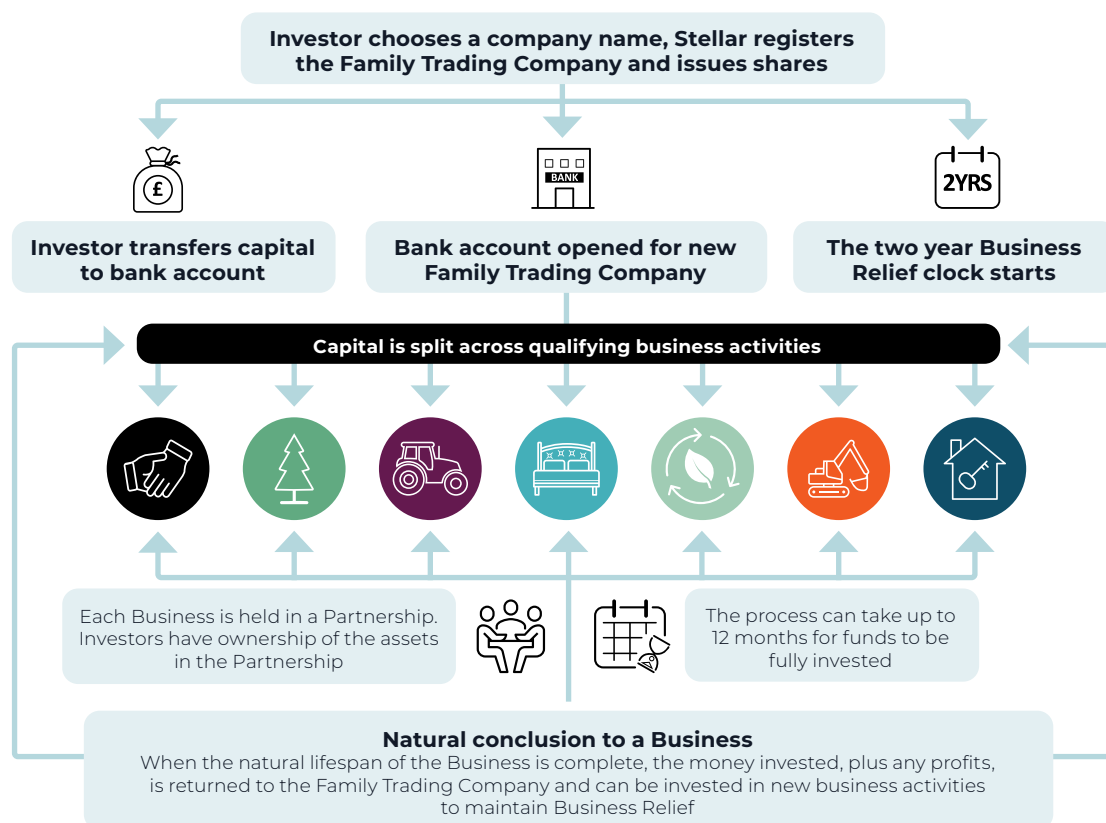 Investor chooses a company name, Stellar registers
the Family Trading Company and issues shares
£
BANK
2YRS
Investor transfers capital
to bank account
Bank account opened for new
Family Trading Company
The two year Business
Relief clock starts
Capital is split across qualifying business activities
Each Business is held in a Partnership.
Investors have ownership of the assets
in the Partnership
The process can take up to
12 months for funds to be
fully invested
Natural conclusion to a Business
When the natural lifespan of the Business is complete, the money invested, plus any profits,
is returned to the Family Trading Company and can be invested in new business activities
to maintain Business Relief